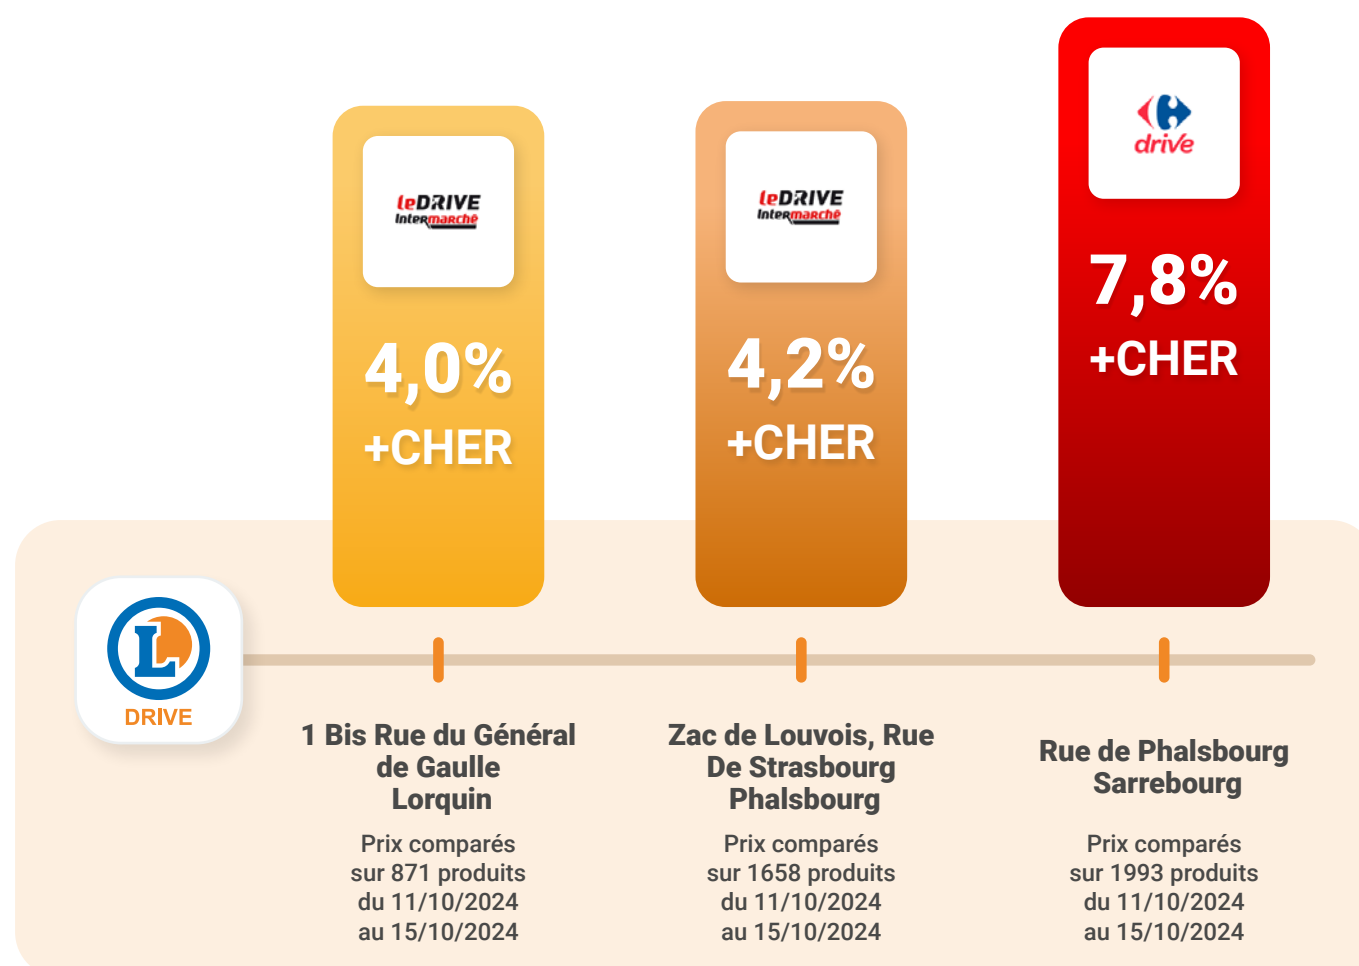 leDRIVE
Intermarché
4,0%
+CHER
leDRIVE
Intermarché
4,2%
+CHER
drive
7,8%
+CHER
L
DRIVE
1 Bis Rue du Général
de Gaulle
Lorquin
Prix comparés
sur 871 produits
du 11/10/2024
au 15/10/2024
Zac de Louvois, Rue
De Strasbourg
Phalsbourg
Prix comparés
sur 1658 produits
du 11/10/2024
au 15/10/2024
Rue de Phalsbourg
Sarrebourg
Prix comparés
sur 1993 produits
du 11/10/2024
au 15/10/2024